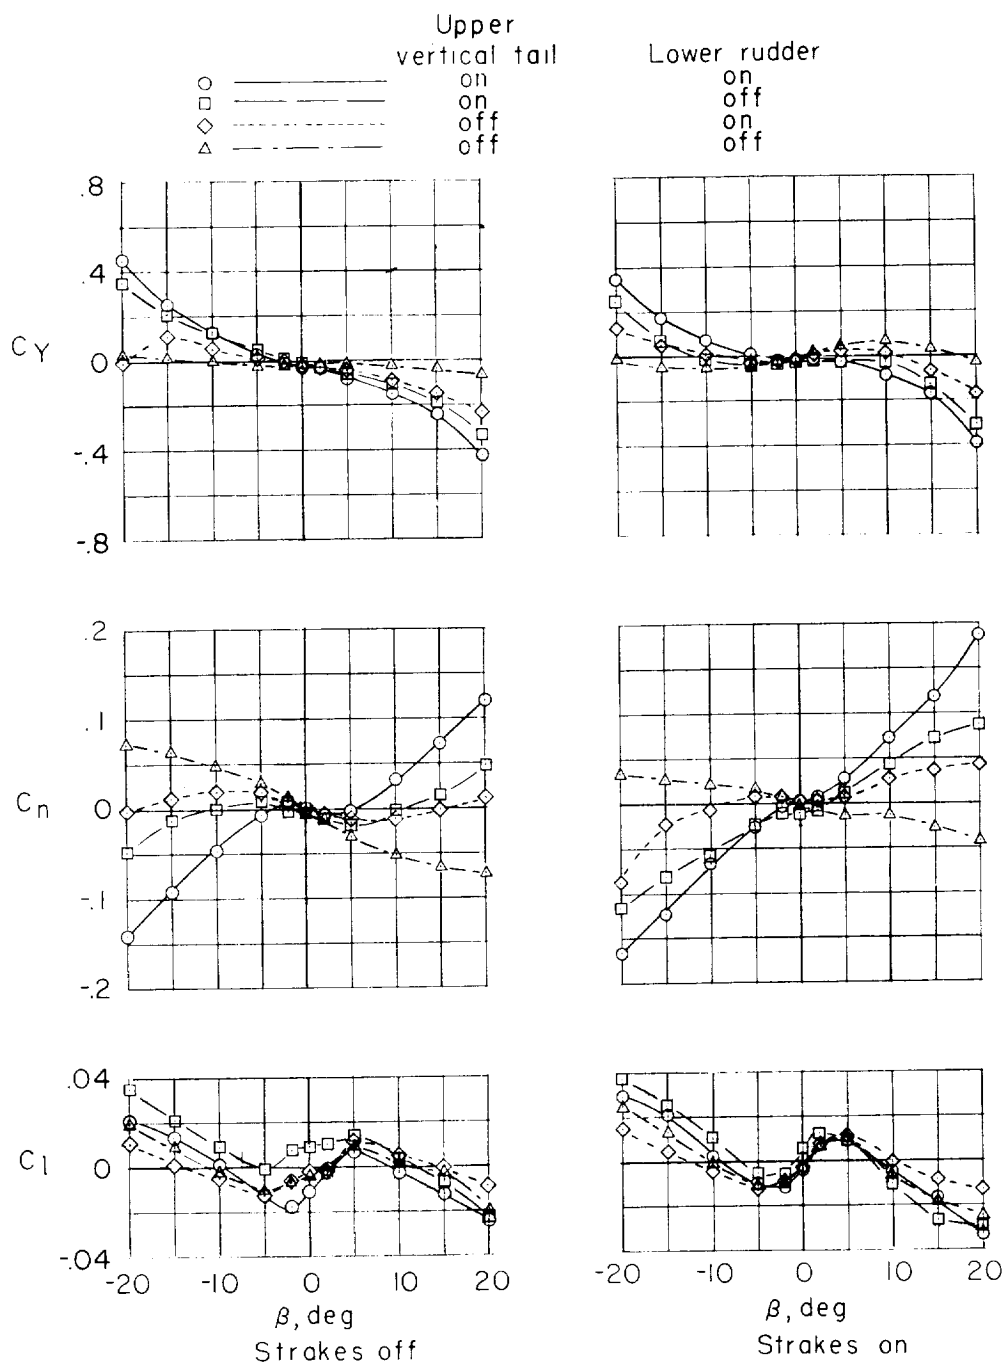 Upper
vertical tail Lower rudder
on on
on off
off on
off off
.8
.4
CY 0
-.4
-.8
.2
.1
Cn 0
-.1
-.2
.04
Cl 0
-.04
-20 -10 0 10 20 -20 -10 0 10 20
β, deg β, deg
Strakes off Strakes on